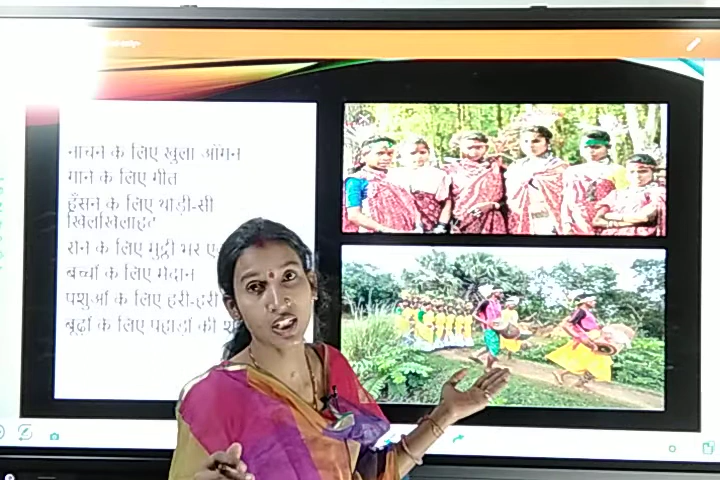 नाचने के लिए खुला आँगन
गाने के लिए गीत
हँसने के लिए थोड़ी-सी
खिलखिलाहट
रोने के लिए मुट्ठी भर
बच्चों के लिए मैदान
पशुओं के लिए हरी-हरी
बूढ़ों के लिए पहाड़ों की